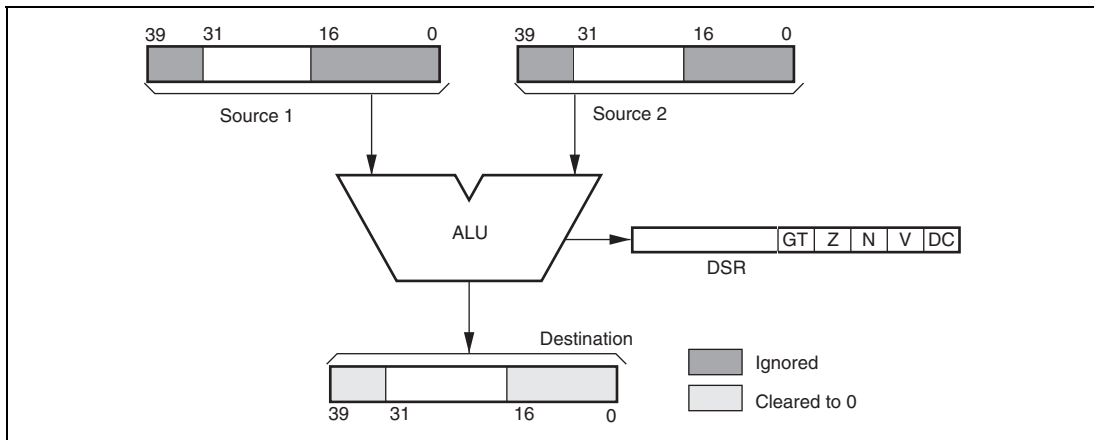 39 31 16 0 39 31 16 0
Source 1 Source 2
ALU
GT Z N V DC
DSR
Destination
Ignored
Cleared to 0
39 31 16 0